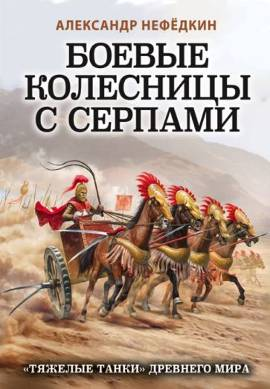 АЛЕКСАНДР НЕФЁДКИН
БОЕВЫЕ
КОЛЕСНИЦЫ
С СЕРПАМИ
«ТЯЖЕЛЫЕ ТАНКИ» ДРЕВНЕГО МИРА